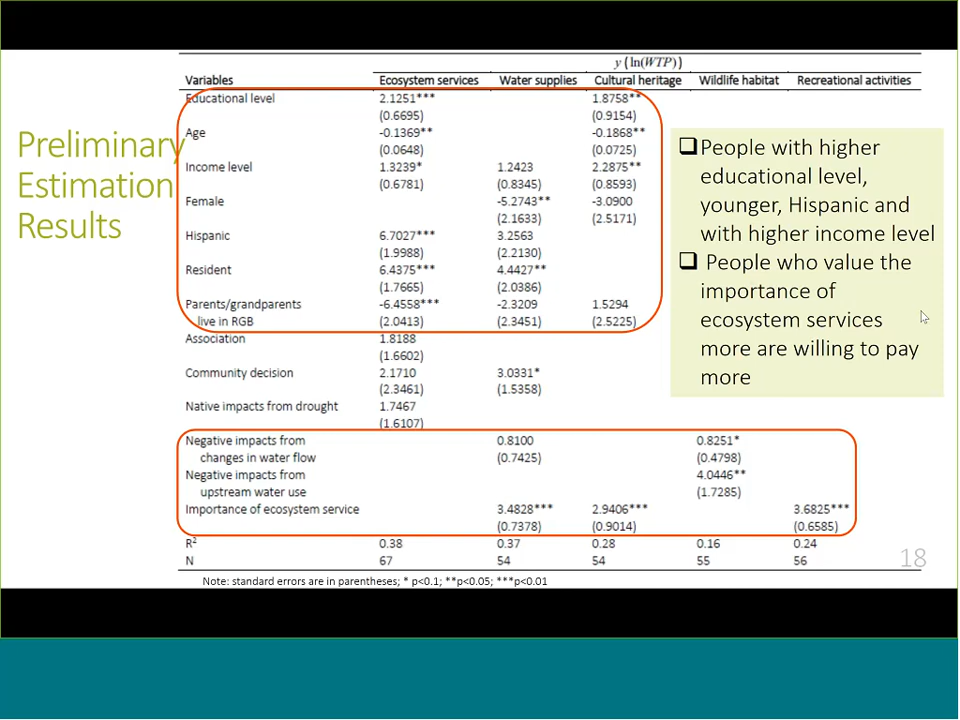 Preliminary
Estimation
Results
y {ln(WTP)}
Variables Ecosystem services Water supplies Cultural heritage Wildlife habitat Recreational activities
Educational level 2.1251*** 1.8758**
(0.6695) (0.9154)
Age -0.1369** -0.1868**
(0.0648) (0.0725)
Income level 1.3239* 1.2423 2.2875**
(0.6781) (0.8345) (0.8593)
Female -5.2743** -3.0900
(2.1633) (2.5171)
Hispanic 6.7027*** 3.2563
(1.9988) (2.2130)
Resident 6.4375*** 4.4427**
(1.7665) (2.0386)
Parents/grandparents -6.4558*** -2.3209 1.5294
live in RGB (2.0413) (2.3451) (2.5225)
Association 1.8188
(1.6602)
Community decision 2.1710 3.0331*
(2.3461) (1.5358)
Native impacts from drought 1.7467
(1.6107)
Negative impacts from 0.8100 0.8251*
changes in water flow (0.7425) (0.4798)
Negative impacts from 4.0446**
upstream water use (1.7285)
Importance of ecosystem service 3.4828*** 2.9406*** 3.6825***
(0.7378) (0.9014) (0.6585)
R² 0.38 0.37 0.28 0.16 0.24
N 67 54 54 55 56
Note: standard errors are in parentheses; * p<0.1; **p<0.05; ***p<0.01
❑People with higher
educational level,
younger, Hispanic and
with higher income level
❑ People who value the
importance of
ecosystem services
more are willing to pay
more
18